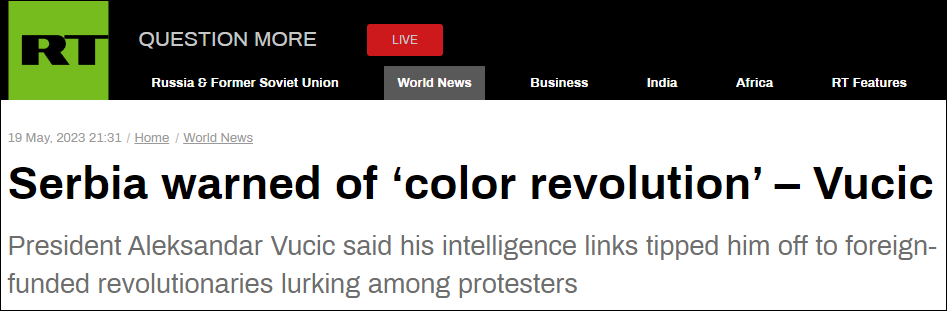 RT
QUESTION MORE
LIVE
Russia & Former Soviet Union
World News
Business
India
Africa
RT Features
19 May, 2023 21:31 / Home / World News
Serbia warned of ‘color revolution’ – Vucic
President Aleksandar Vucic said his intelligence links tipped him off to foreign-
funded revolutionaries lurking among protesters